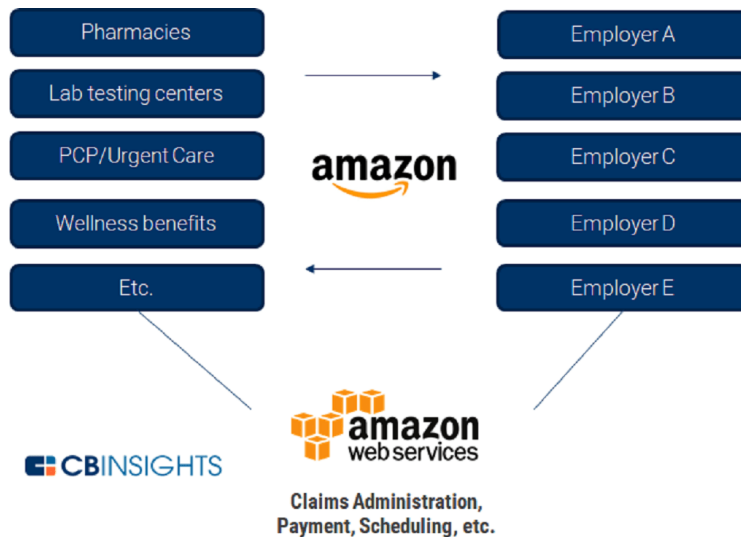 Pharmacies
Lab testing centers
PCP/Urgent Care
Wellness benefits
Etc.
amazon
Employer A
Employer B
Employer C
Employer D
Employer E
amazon
web services
CBINSIGHTS
Claims Administration,
Payment, Scheduling, etc.